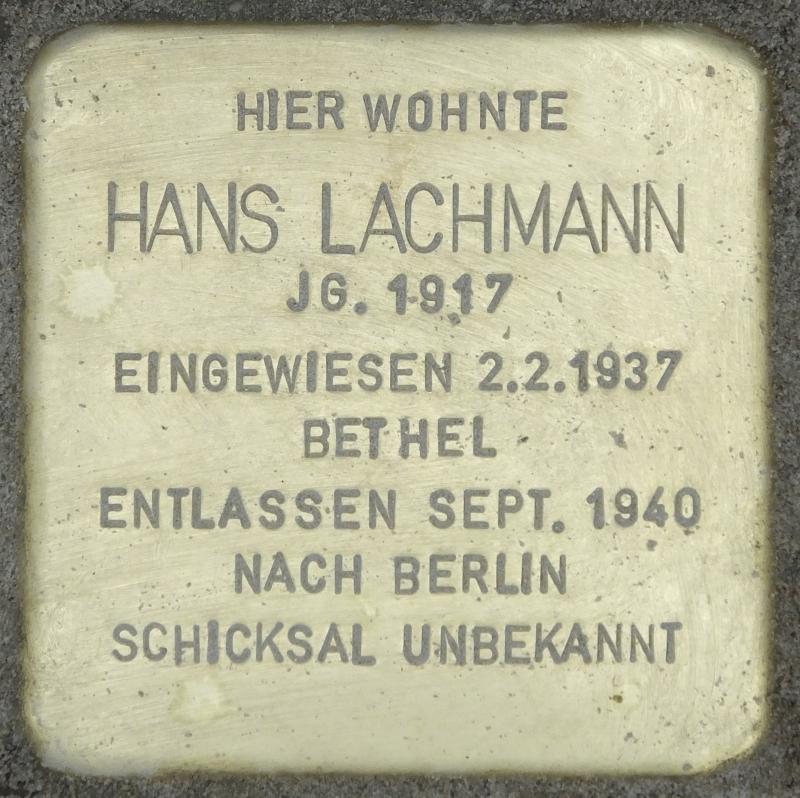 HIER WOHNTE
HANS LACHMANN
JG. 1917
EINGEWIESEN 2.2.1937
BETHEL
ENTLASSEN SEPT. 1940
NACH BERLIN
SCHICKSAL UNBEKANNT